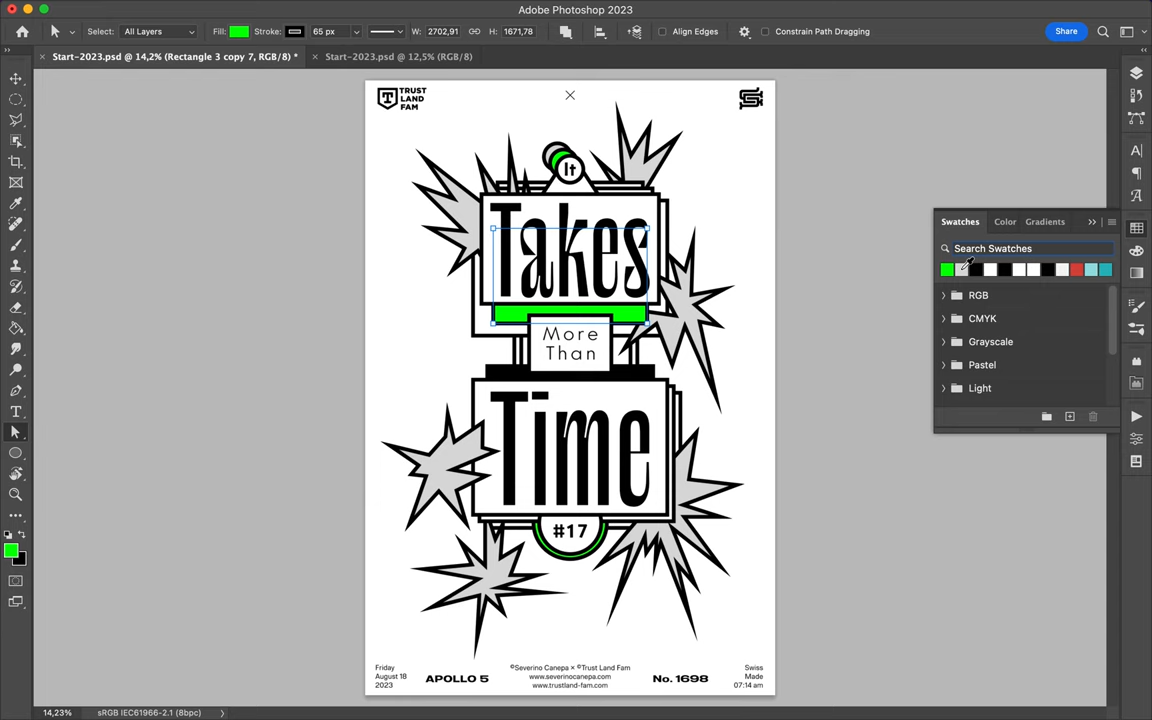 Adobe Photoshop 2023
Select: All Layers Fill: Stroke: 65 px W: 2702,91 H: 1671,78 Align Edges Constrain Path Dragging Share
Start-2023.psd @ 14,2% (Rectangle 3 copy 7, RGB/8) * Start-2023.psd @ 12,5% (RGB/8)
TRUST
LAND
FAM
It
Takes
More
Than
Time
#17
Friday
August 18
2023
APOLLO 5
©Severino Canepa × ©Trust Land Fam
www.severinocanepa.com
www.trustland-fam.com
No. 1698
Swiss
Made
07:14 am
Swatches Color Gradients
Search Swatches
RGB
CMYK
Grayscale
Pastel
Light
14,23% sRGB IEC61966-2.1 (8bpc)